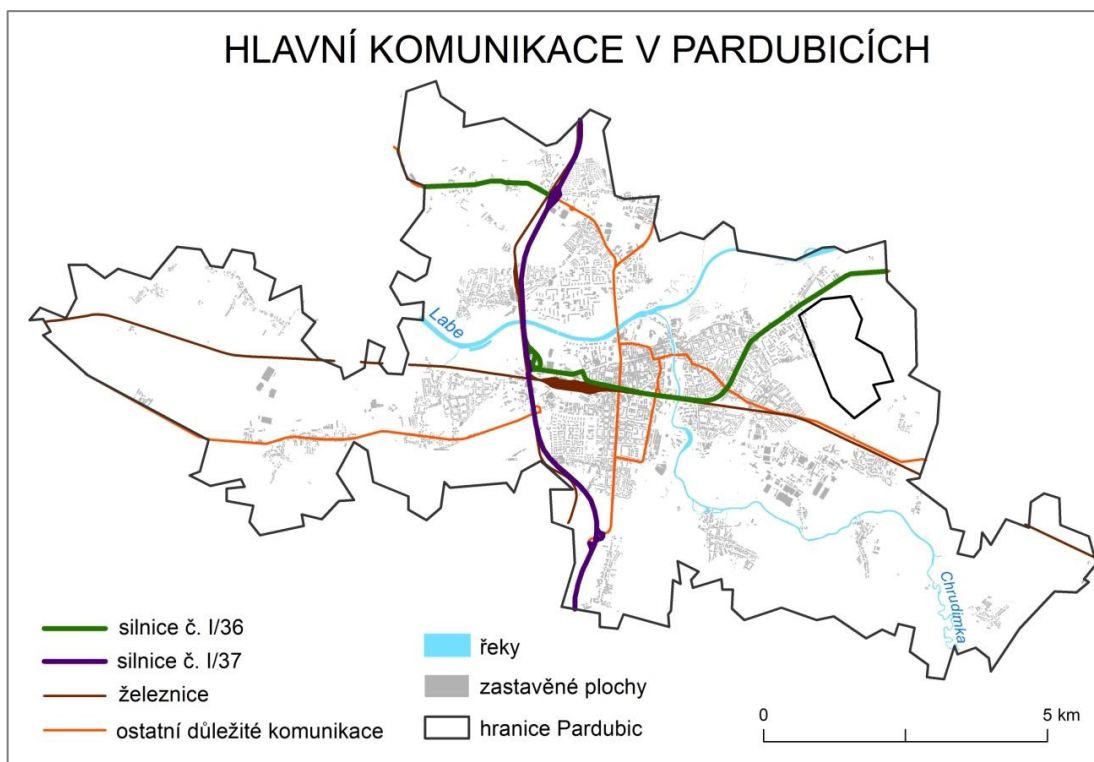 HLAVNÍ KOMUNIKACE V PARDUBICÍCH
Labe
Chrudimka
silnice č. I/36
silnice č. I/37
železnice
ostatní důležité komunikace
řeky
zastavěné plochy
hranice Pardubic
0 5 km